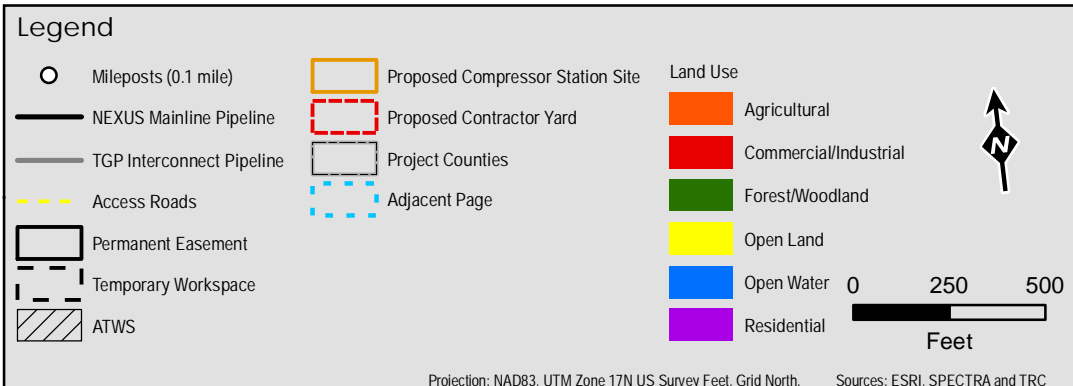 Legend
Mileposts (0.1 mile)
NEXUS Mainline Pipeline
TGP Interconnect Pipeline
Access Roads
Permanent Easement
Temporary Workspace
ATWS
Proposed Compressor Station Site
Proposed Contractor Yard
Project Counties
Adjacent Page
Land Use
Agricultural
Commercial/Industrial
Forest/Woodland
Open Land
Open Water
Residential
N
0 250 500
Feet
Projection: NAD83, UTM Zone 17N US Survey Feet, Grid North. Sources: ESRI, SPECTRA and TRC